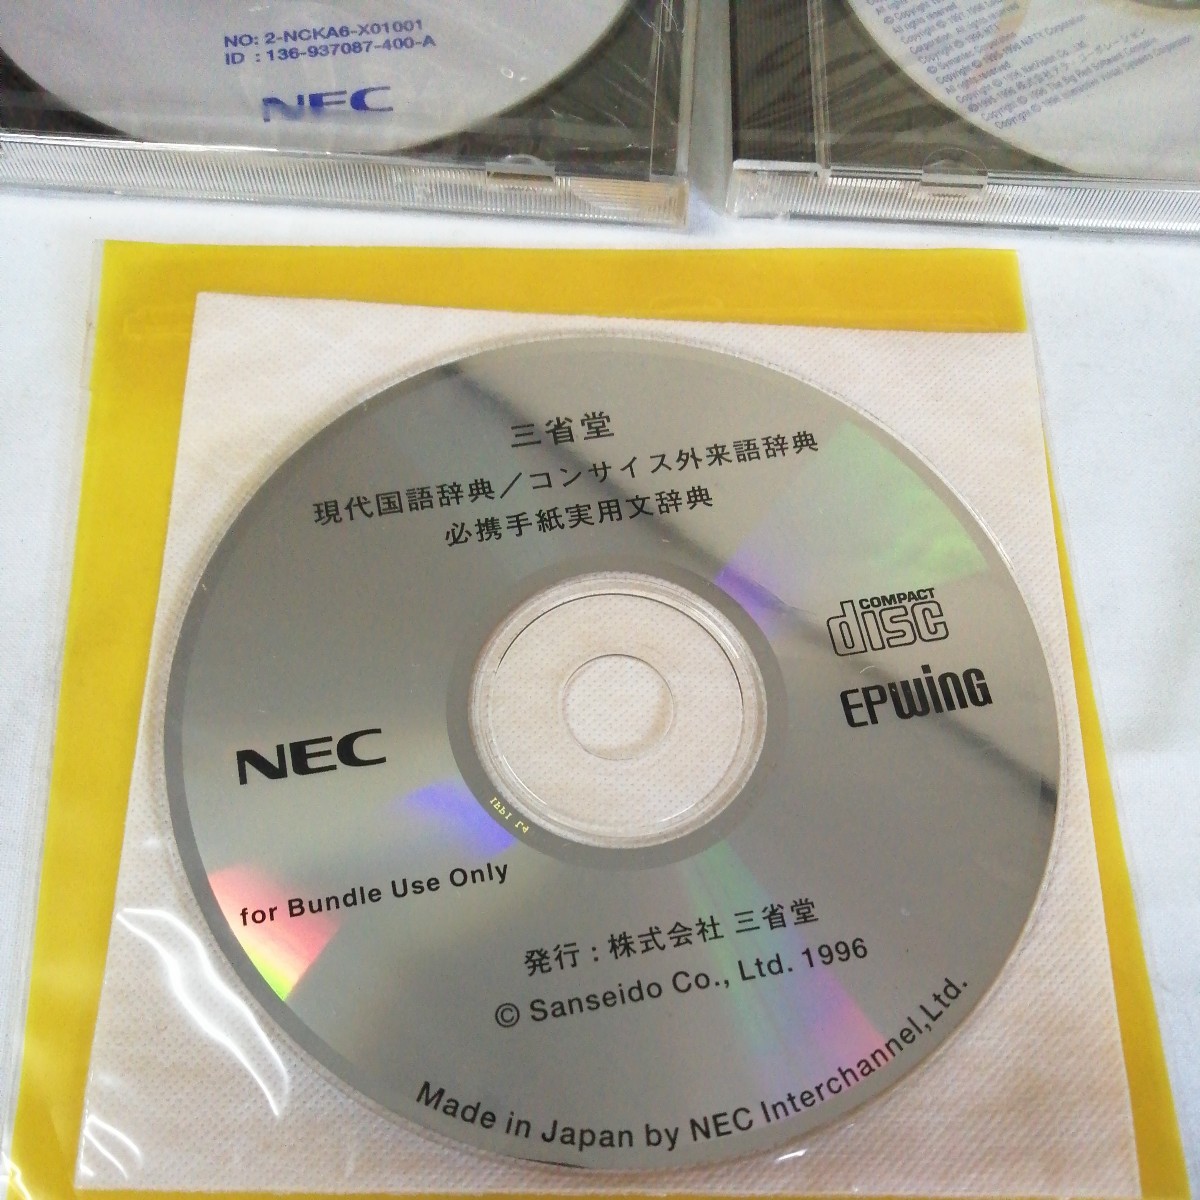 NO: 2-NCKA6-X01001
ID : 136-937087-400-A
NEC
All rights reserved
三省堂
現代国語辞典／コンサイス外来語辞典
必携手紙実用文辞典
COMPACT
disc
EPWING
NEC
for Bundle Use Only
発行：株式会社 三省堂
© Sanseido Co., Ltd. 1996
Made in Japan by NEC Interchannel,Ltd.